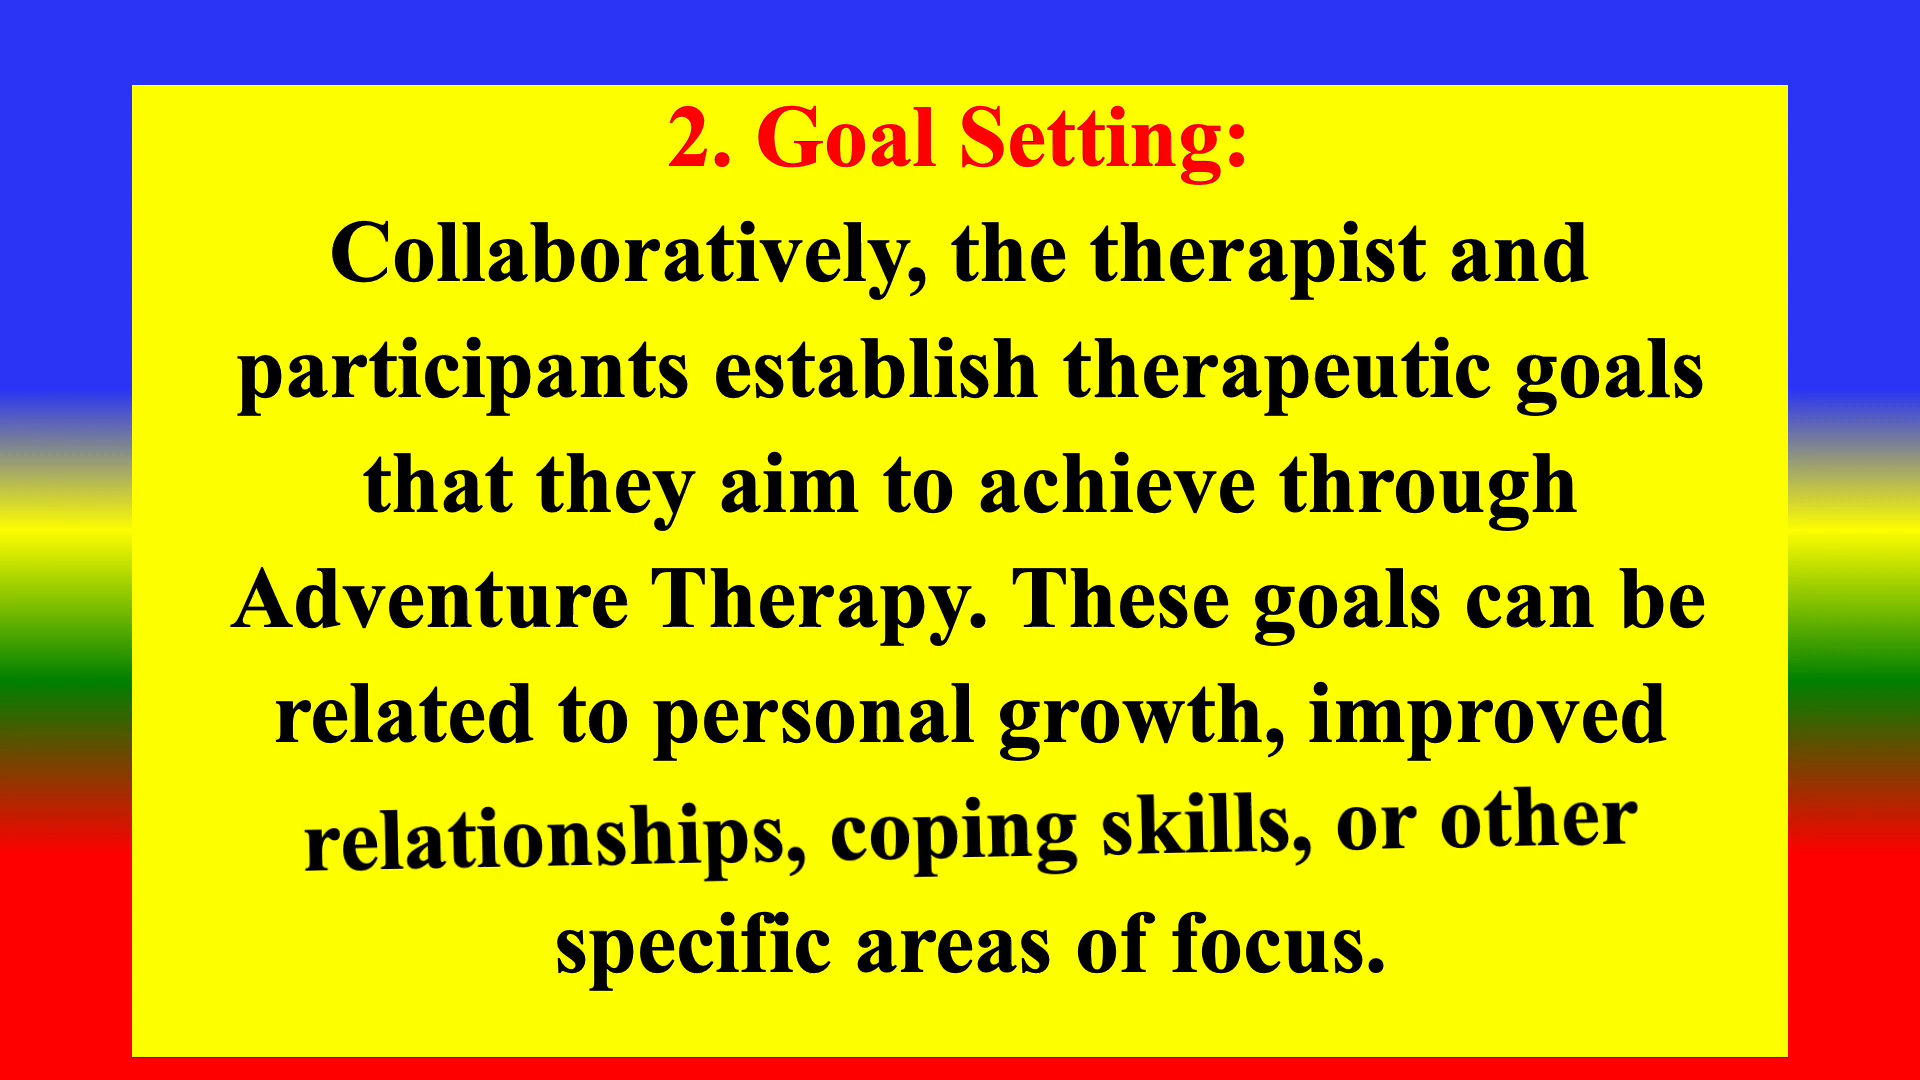 2. Goal Setting:
Collaboratively, the therapist and
participants establish therapeutic goals
that they aim to achieve through
Adventure Therapy. These goals can be
related to personal growth, improved
relationships, coping skills, or other
specific areas of focus.